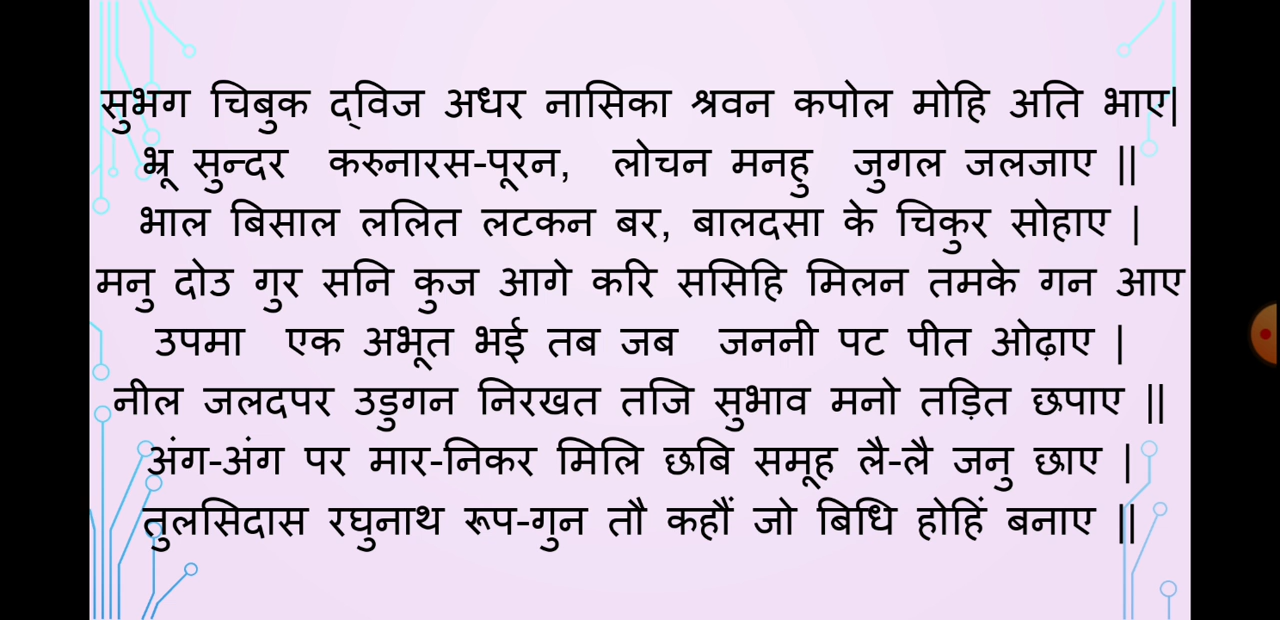 सुभग चिबुक द्‌विज अधर नासिका श्रवन कपोल मोहि अति भाए|
भ्रू सुन्दर करुनारस-पूरन, लोचन मनहु जुगल जलजाए ||
भाल बिसाल ललित लटकन बर, बालदसा के चिकुर सोहाए |
मनु दोउ गुर सनि कुज आगे करि ससिहि मिलन तमके गन आए
उपमा एक अभूत भई तब जब जननी पट पीत ओढ़ाए |
नील जलदपर उडुगन निरखत तजि सुभाव मनो तड़ित छपाए ||
अंग-अंग पर मार-निकर मिलि छबि समूह लै-लै जनु छाए |
तुलसिदास रघुनाथ रूप-गुन तौ कहौं जो बिधि होहिं बनाए ||